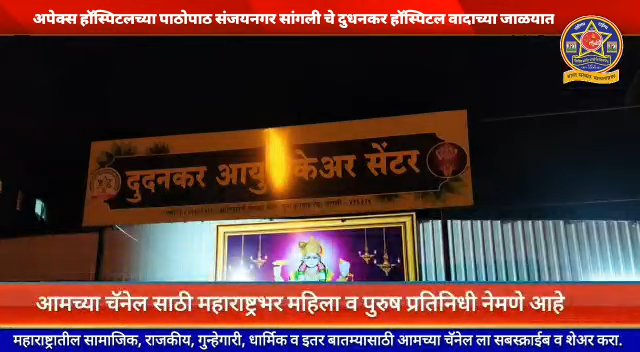 अपेक्स हॉस्पिटलच्या पाठोपाठ संजयनगर सांगली चे दुधनकर हॉस्पिटल वादाच्या जाळयात
दुदनकर केअर सेंटर
आमच्या चॅनेल साठी महाराष्ट्रभर महिला व पुरुष प्रतिनिधी नेमणे आहे
महाराष्ट्रातील सामाजिक, राजकीय, गुन्हेगारी, धार्मिक व इतर बातम्यासाठी आमच्या चॅनेल ला सबस्क्राईब व शेअर करा.